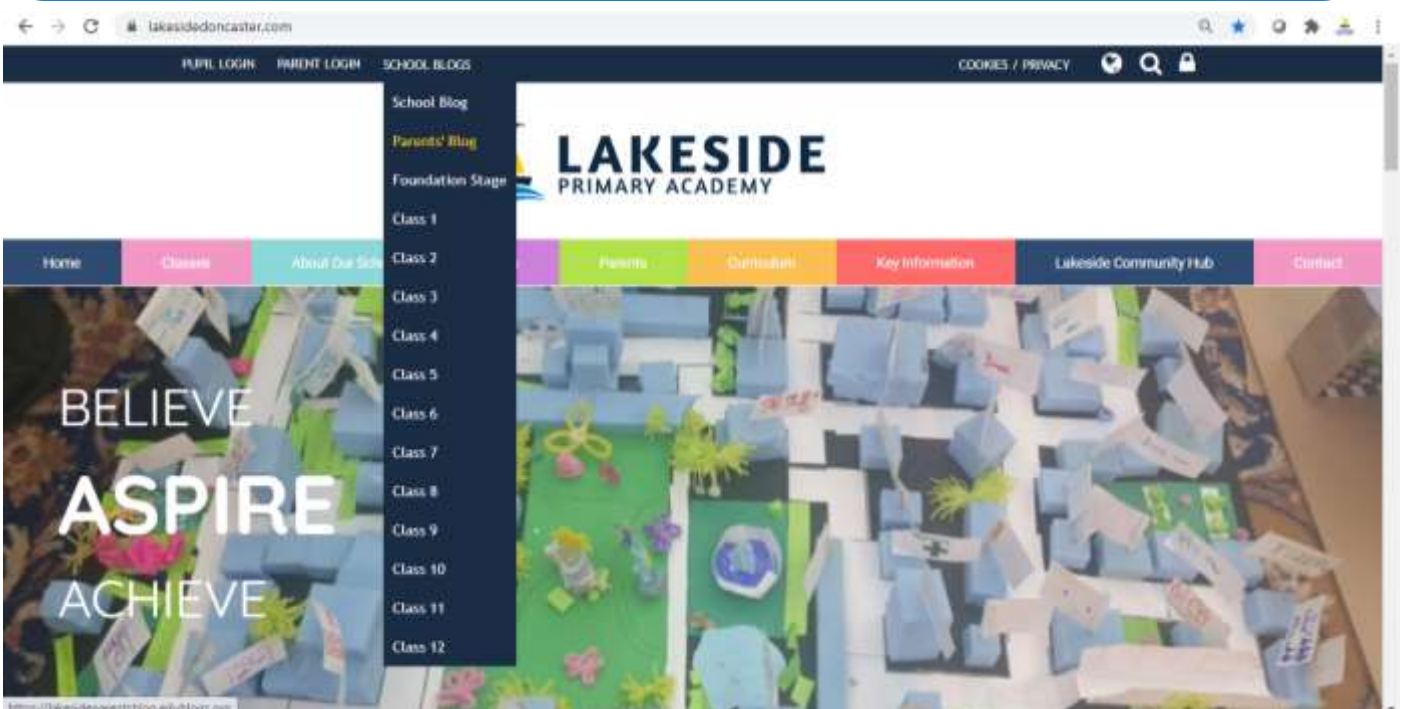 lakesidedoncaster.com
PUPIL LOGIN PARENT LOGIN SCHOOL BLOGS COOKIES / PRIVACY
School Blog
Parents' Blog
Foundation Stage
Class 1
Class 2
Class 3
Class 4
Class 5
Class 6
Class 7
Class 8
Class 9
Class 10
Class 11
Class 12
LAKESIDE
PRIMARY ACADEMY
Home Classes About Our Parents Curriculum Key Information Lakeside Community Hub Contact
BELIEVE
ASPIRE
ACHIEVE